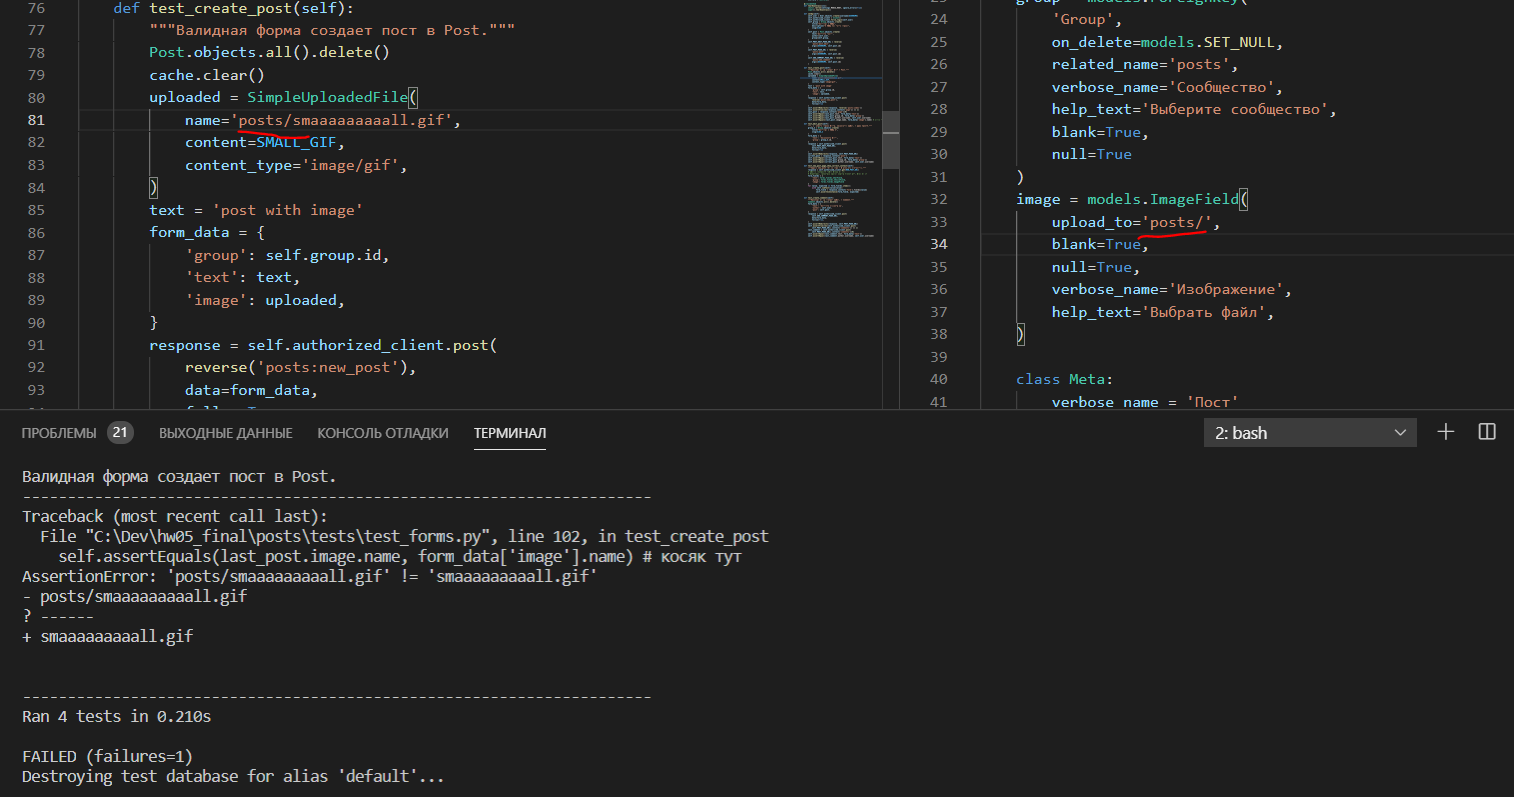 76 def test_create_post(self):
77 """Валидная форма создает пост в Post."""
78 Post.objects.all().delete()
79 cache.clear()
80 uploaded = SimpleUploadedFile(
81 name='posts/smaaaaaaaaall.gif',
82 content=SMALL_GIF,
83 content_type='image/gif',
84 )
85 text = 'post with image'
86 form_data = {
87 'group': self.group.id,
88 'text': text,
89 'image': uploaded,
90 }
91 response = self.authorized_client.post(
92 reverse('posts:new_post'),
93 data=form_data,
24 'Group',
25 on_delete=models.SET_NULL,
26 related_name='posts',
27 verbose_name='Сообщество',
28 help_text='Выберите сообщество',
29 blank=True,
30 null=True
31 )
32 image = models.ImageField(
33 upload_to='posts/',
34 blank=True,
35 null=True,
36 verbose_name='Изображение',
37 help_text='Выбрать файл',
38 )
39
40 class Meta:
41 verbose_name = 'Пост'
ПРОБЛЕМЫ 21 ВЫХОДНЫЕ ДАННЫЕ КОНСОЛЬ ОТЛАДКИ ТЕРМИНАЛ 2: bash
Валидная форма создает пост в Post.
----------------------------------------------------------------------
Traceback (most recent call last):
File "C:\Dev\hw05_final\posts\tests\test_forms.py", line 102, in test_create_post
self.assertEquals(last_post.image.name, form_data['image'].name) # косяк тут
AssertionError: 'posts/smaaaaaaaaall.gif' != 'smaaaaaaaaall.gif'
- posts/smaaaaaaaaall.gif
? ------
+ smaaaaaaaaall.gif
----------------------------------------------------------------------
Ran 4 tests in 0.210s
FAILED (failures=1)
Destroying test database for alias 'default'...